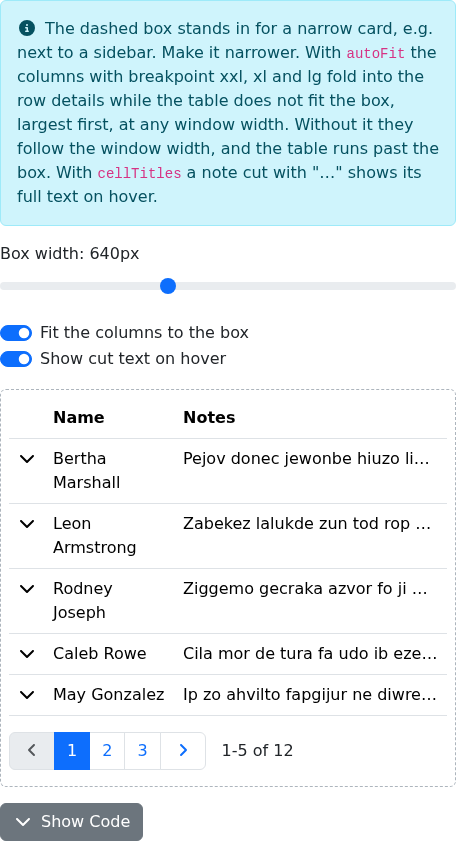 The dashed box stands in for a narrow card, e.g.
next to a sidebar. Make it narrower. With autoFit the
columns with breakpoint xxl, xl and lg fold into the
row details while the table does not fit the box,
largest first, at any window width. Without it they
follow the window width, and the table runs past the
box. With cellTitles a note cut with "…" shows its
full text on hover.
Box width: 640px
Fit the columns to the box
Show cut text on hover
Name Notes
Bertha Marshall Pejov donec jewonbe hiuzo li…
Leon Armstrong Zabekez lalukde zun tod rop …
Rodney Joseph Ziggemo gecraka azvor fo ji …
Caleb Rowe Cila mor de tura fa udo ib eze…
May Gonzalez Ip zo ahvilto fapgijur ne diwre…
1 2 3 1-5 of 12
Show Code